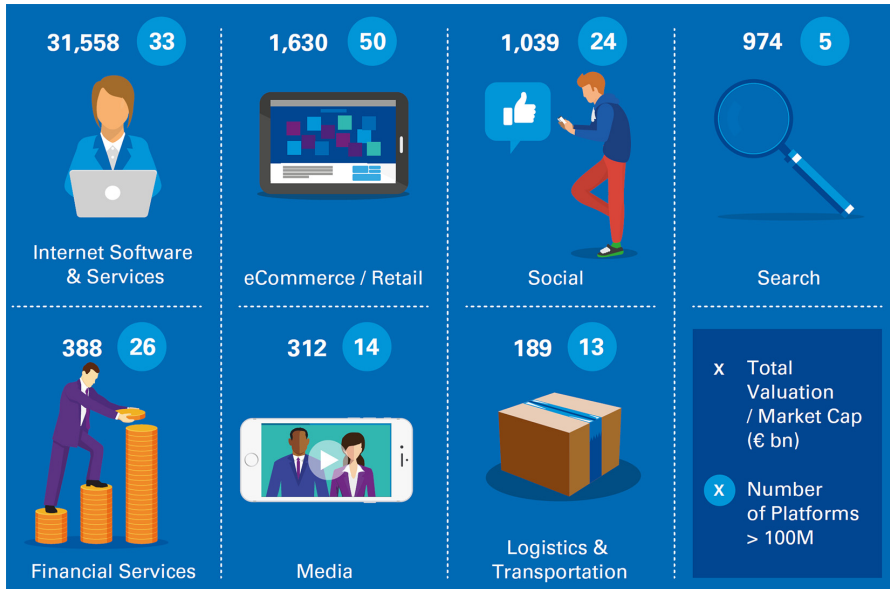 31,558 33
Internet Software
& Services
1,630 50
eCommerce / Retail
1,039 24
Social
974 5
Search
388 26
Financial Services
312 14
Media
189 13
Logistics &
Transportation
X Total
Valuation
/ Market Cap
(€ bn)
X Number
of Platforms
> 100M